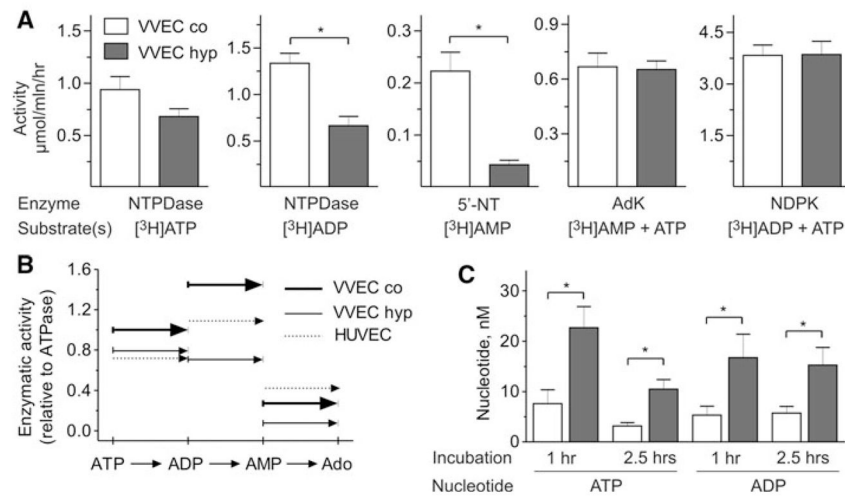 A
VVEC co
VVEC hyp
Activity
μmol/mln/hr
1.0
0.5
1.5
1.0
0.5
*
0.3
0.2
0.1
*
0.9
0.6
0.3
4.5
3.0
1.5
Enzyme NTPDase NTPDase 5'-NT AdK NDPK
Substrate(s) [³H]ATP [³H]ADP [³H]AMP [³H]AMP + ATP [³H]ADP + ATP
B
Enzymatic activity
(relative to ATPase)
1.6
1.2
0.8
0.4
0.0
VVEC co
VVEC hyp
HUVEC
ATP → ADP → AMP → Ado
C
Nucleotide, nM
30
20
10
0
* * * *
Incubation 1 hr 2.5 hrs 1 hr 2.5 hrs
Nucleotide ATP ADP